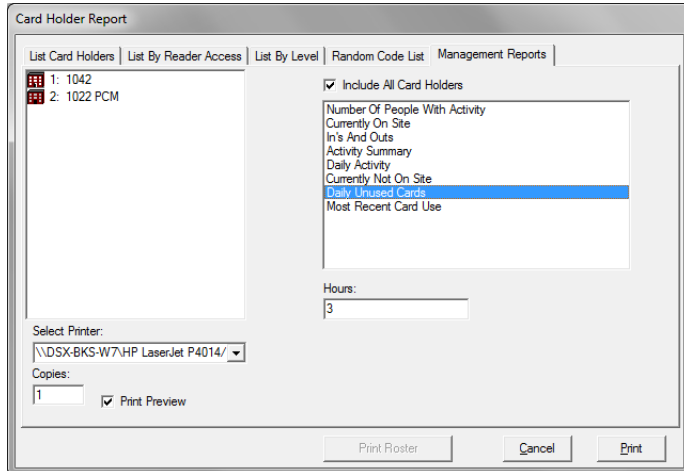 Card Holder Report
List Card Holders List By Reader Access List By Level Random Code List Management Reports
1: 1042
2: 1022 PCM
Include All Card Holders
Number Of People With Activity
Currently On Site
In's And Outs
Activity Summary
Daily Activity
Currently Not On Site
Daily Unused Cards
Most Recent Card Use
Hours:
3
Select Printer:
\\DSX-BKS-W7\HP LaserJet P4014/
Copies:
1
Print Preview
Print Roster Cancel Print